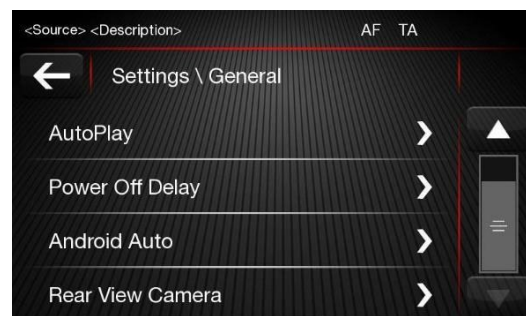 <Source> <Description> AF TA
Settings \ General
AutoPlay
Power Off Delay
Android Auto
Rear View Camera